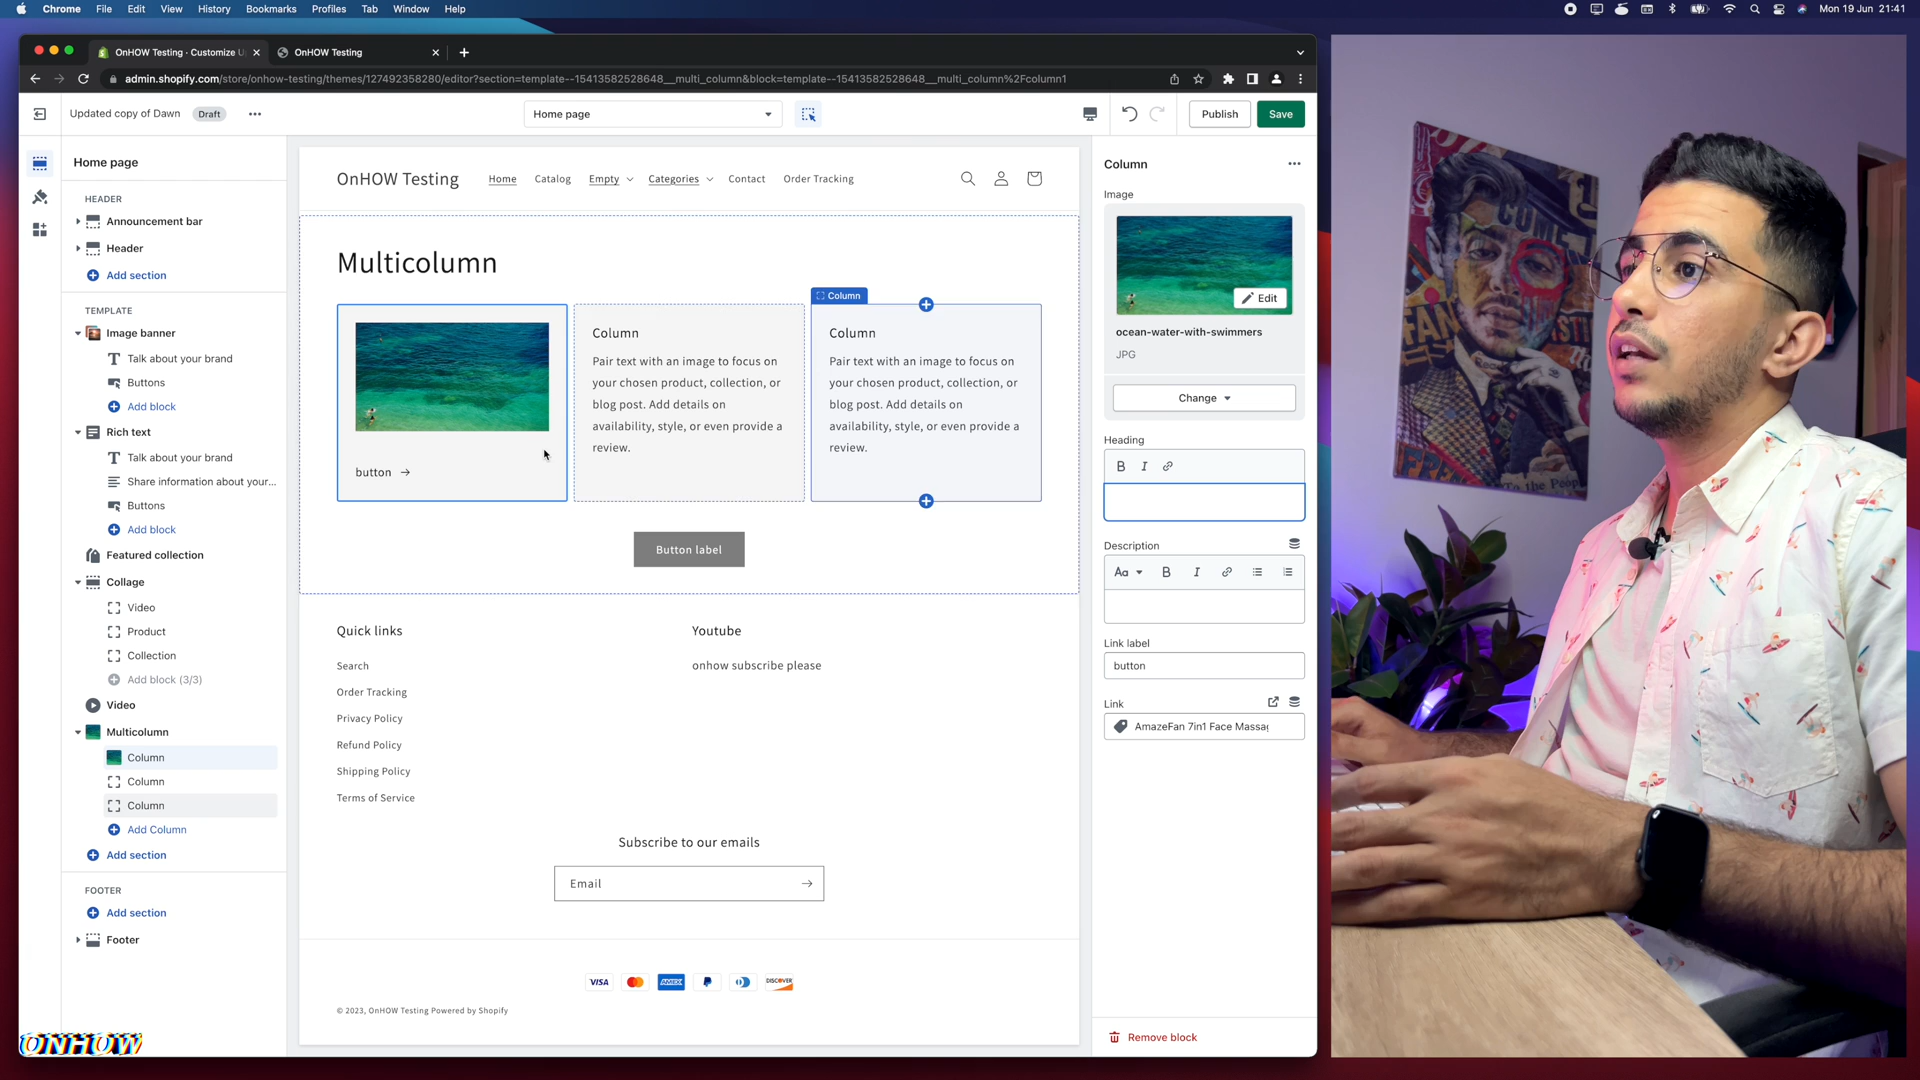 Chrome File Edit View History Bookmarks Profiles Tab Window Help
Mon 19 Jun 21:41
OnHOW Testing · Customize U
OnHOW Testing
admin.shopify.com/store/onhow-testing/themes/127492358280/editor?section=template--15413582528648__multi_column&block=template--15413582528648__multi_column%2Fcolumn1
Updated copy of Dawn
Draft
Home page
Publish
Save
Home page
HEADER
Announcement bar
Header
Add section
TEMPLATE
Image banner
Talk about your brand
Buttons
Add block
Rich text
Talk about your brand
Share information about your...
Buttons
Add block
Featured collection
Collage
Video
Product
Collection
Add block (3/3)
Video
Multicolumn
Column
Column
Column
Add Column
Add section
FOOTER
Add section
Footer
ONHOW
OnHOW Testing
Home
Catalog
Empty
Categories
Contact
Order Tracking
Multicolumn
button →
Column
Pair text with an image to focus on
your chosen product, collection, or
blog post. Add details on
availability, style, or even provide a
review.
Column
Column
Pair text with an image to focus on
your chosen product, collection, or
blog post. Add details on
availability, style, or even provide a
review.
Button label
Quick links
Search
Order Tracking
Privacy Policy
Refund Policy
Shipping Policy
Terms of Service
Youtube
onhow subscribe please
Subscribe to our emails
Email
VISA
AMEX
DISCOVER
© 2023, OnHOW Testing Powered by Shopify
Column
Image
Edit
ocean-water-with-swimmers
JPG
Change
Heading
B I
Description
Aa B I
Link label
button
Link
AmazeFan 7in1 Face Massa
Remove block